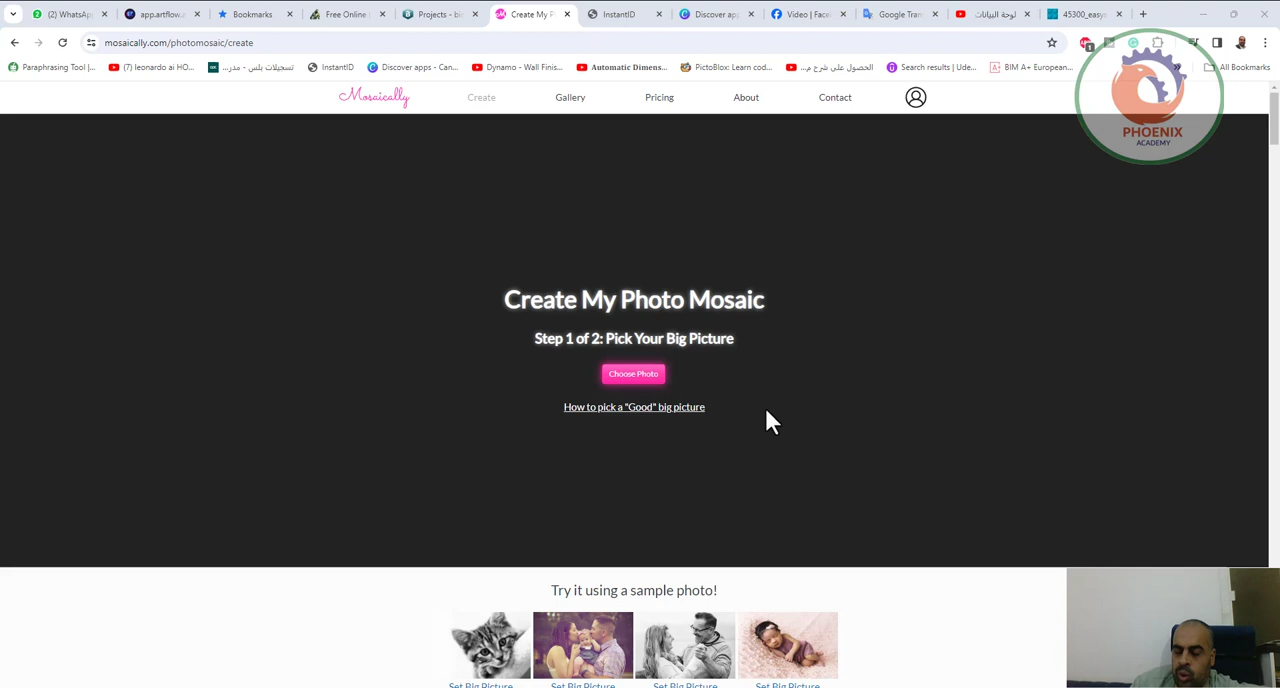 (2) WhatsAp
app.artflow.a
Bookmarks
Free Online
Projects - bi
Create My P
InstantID
Discover app
Video | Face
Google Tran
لوحة البيانات
45300_easys
mosaically.com/photomosaic/create
Paraphrasing Tool |...
(7) leonardo ai HO...
تسجيلات بلس - مدر...
InstantID
Discover apps - Can...
Dynamo - Wall Finis...
Automatic Dimens...
PictoBlox: Learn cod...
الحصول على شرح م...
Search results | Ude...
BIM A+ European...
All Bookmarks
Mosaically
Create
Gallery
Pricing
About
Contact
PHOENIX
ACADEMY
Create My Photo Mosaic
Step 1 of 2: Pick Your Big Picture
Choose Photo
How to pick a "Good" big picture
Try it using a sample photo!
Set Big Picture
Set Big Picture
Set Big Picture
Set Big Picture